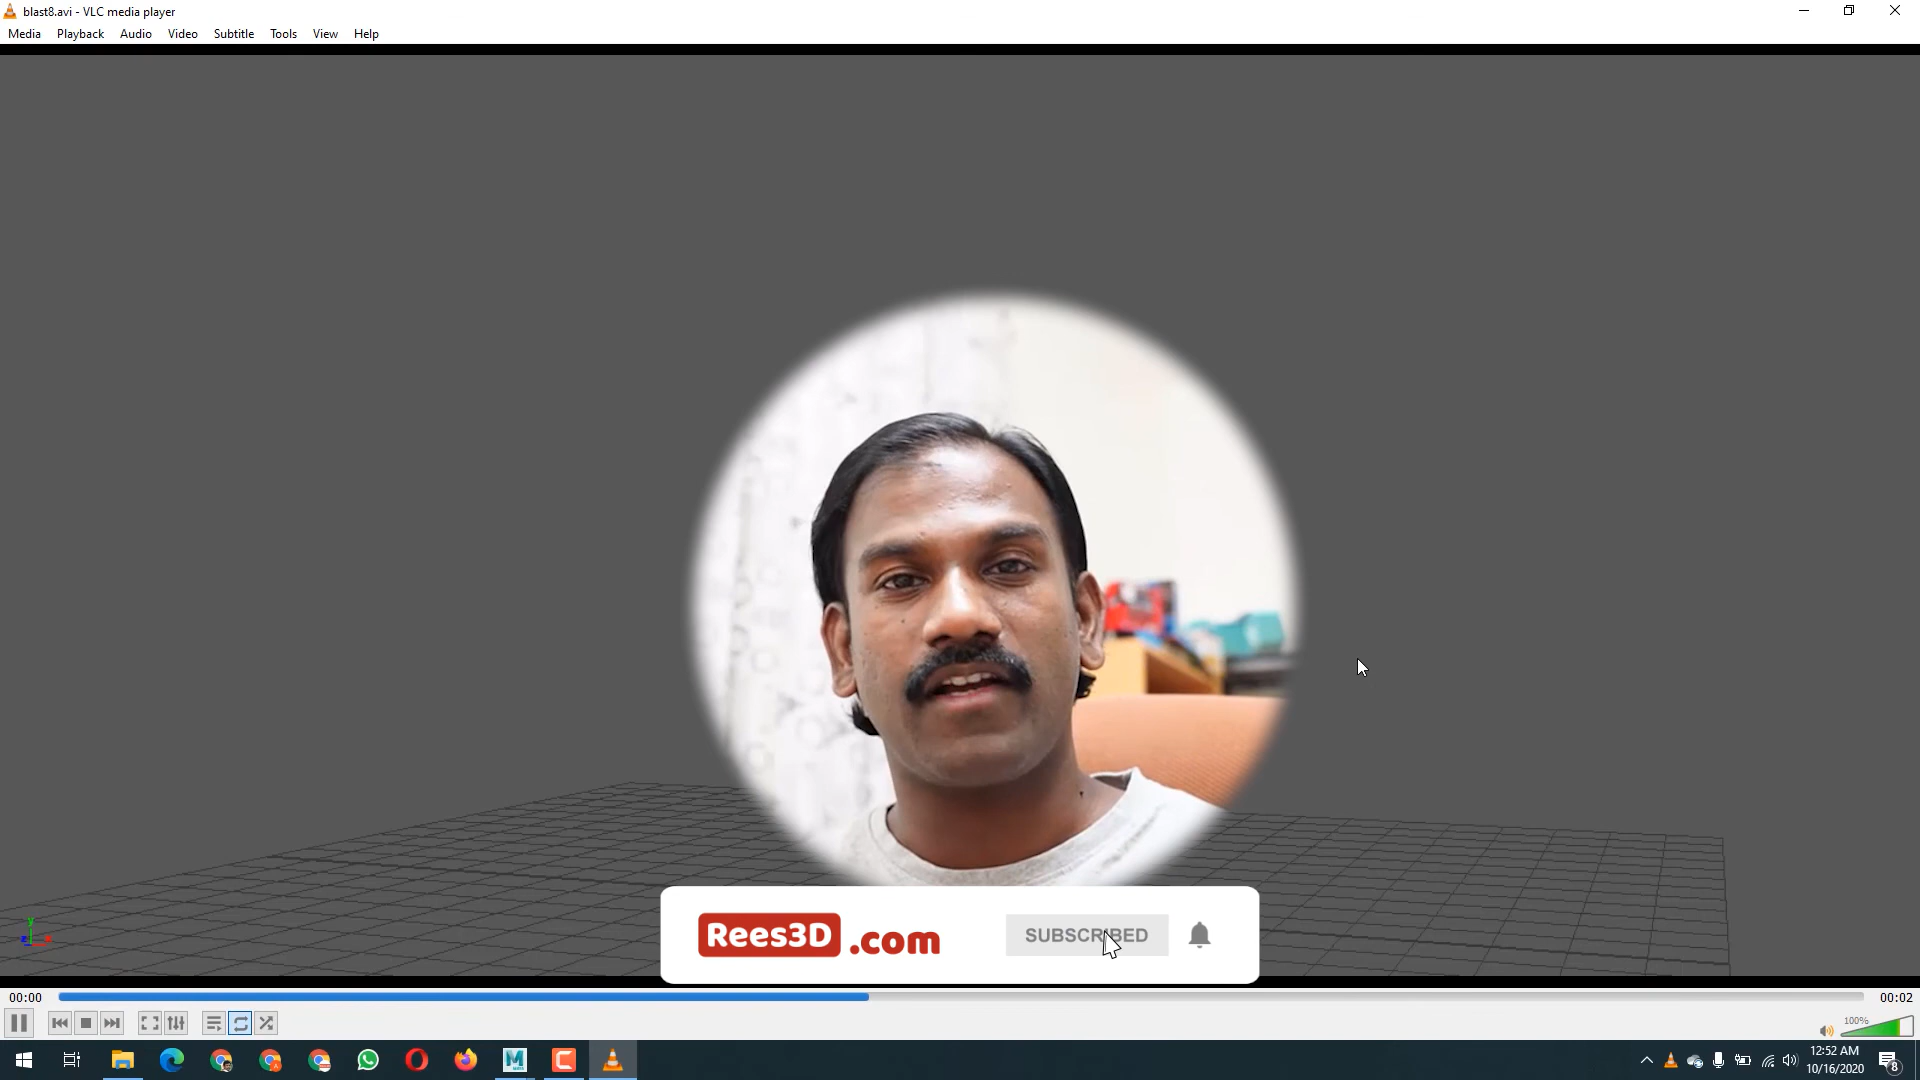 blast8.avi - VLC media player
Media Playback Audio Video Subtitle Tools View Help
Rees3D.com
SUBSCRIBED
00:00
00:02
100%
12:52 AM
10/16/2020
8